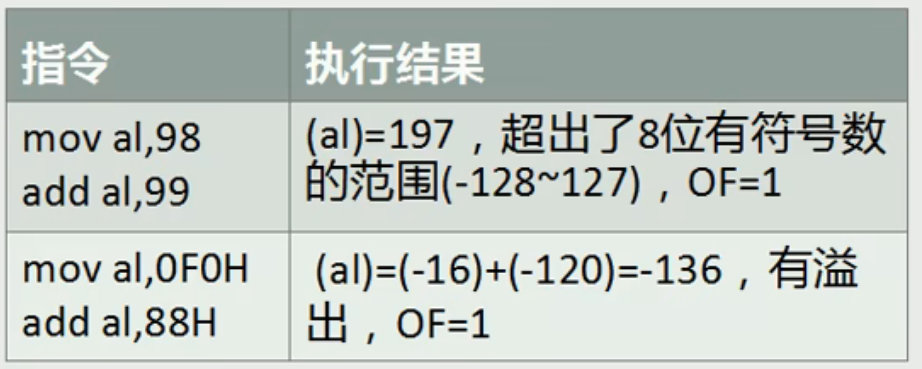 指令
执行结果
mov al,98
add al,99
(al)=197，超出了8位有符号数
的范围(-128~127)，OF=1
mov al,0F0H
add al,88H
(al)=(-16)+(-120)=-136，有溢
出，OF=1